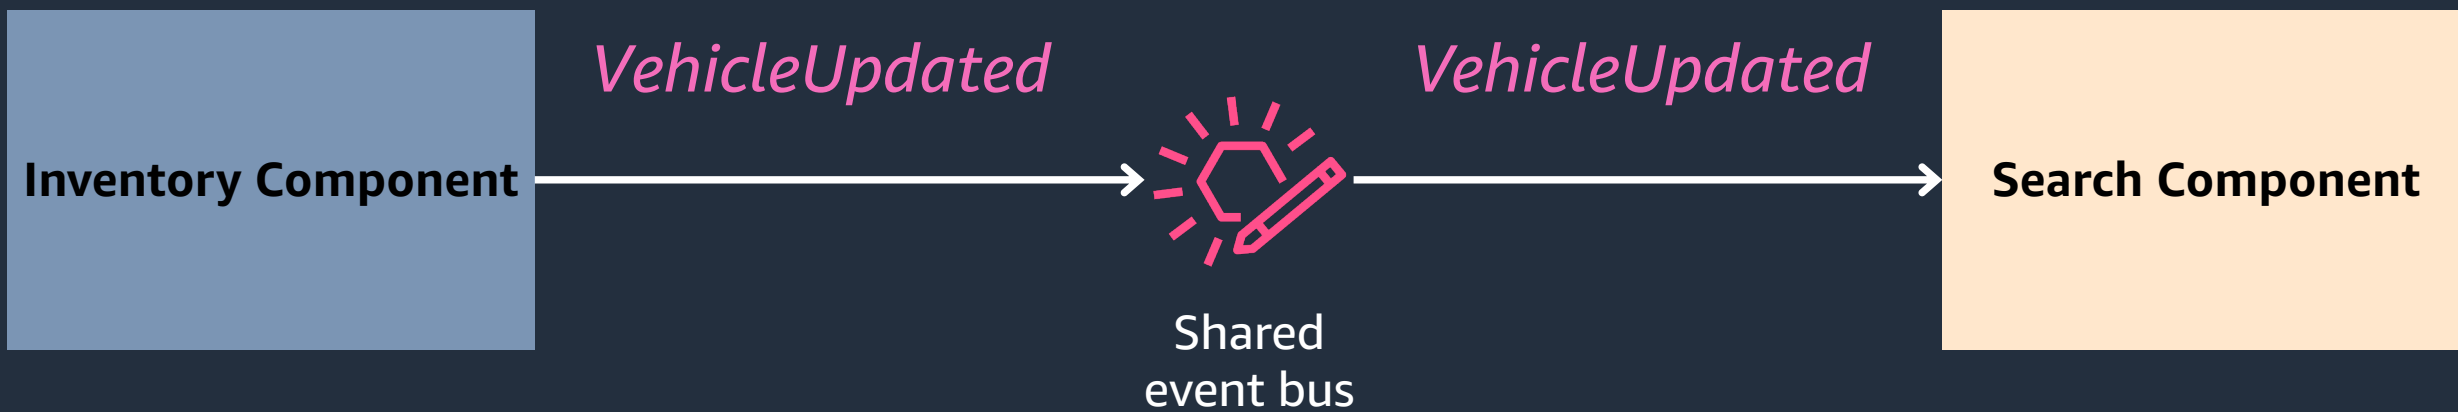 VehicleUpdated
VehicleUpdated
Inventory Component
Search Component
Shared
event bus